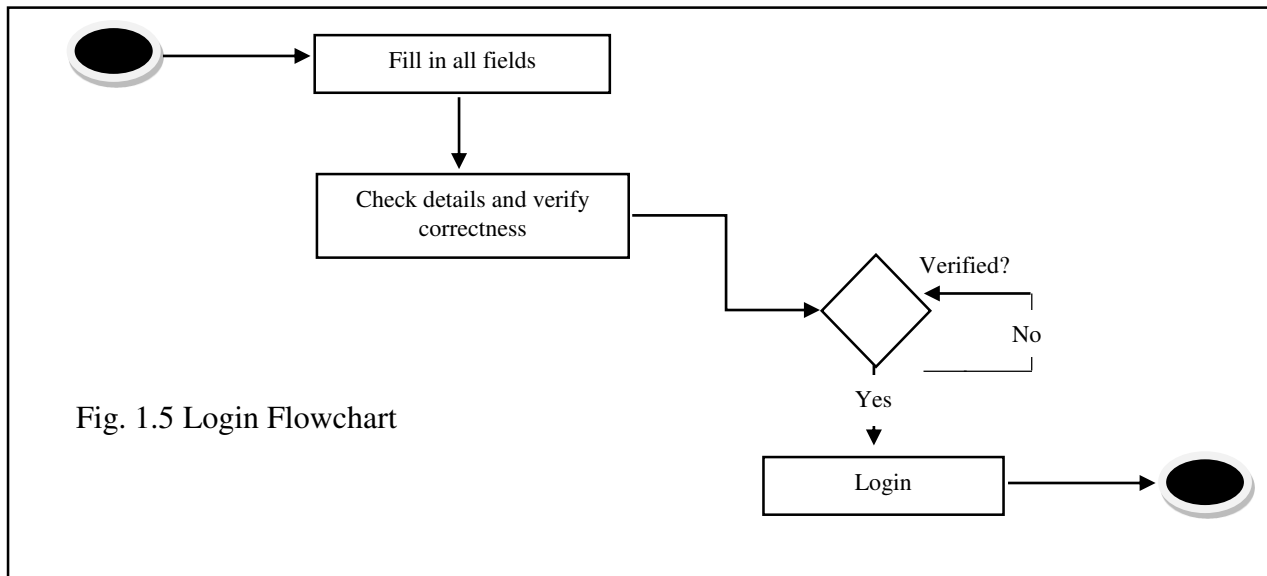 Fill in all fields
Check details and verify
correctness
Verified?
No
Yes
Fig. 1.5 Login Flowchart
Login